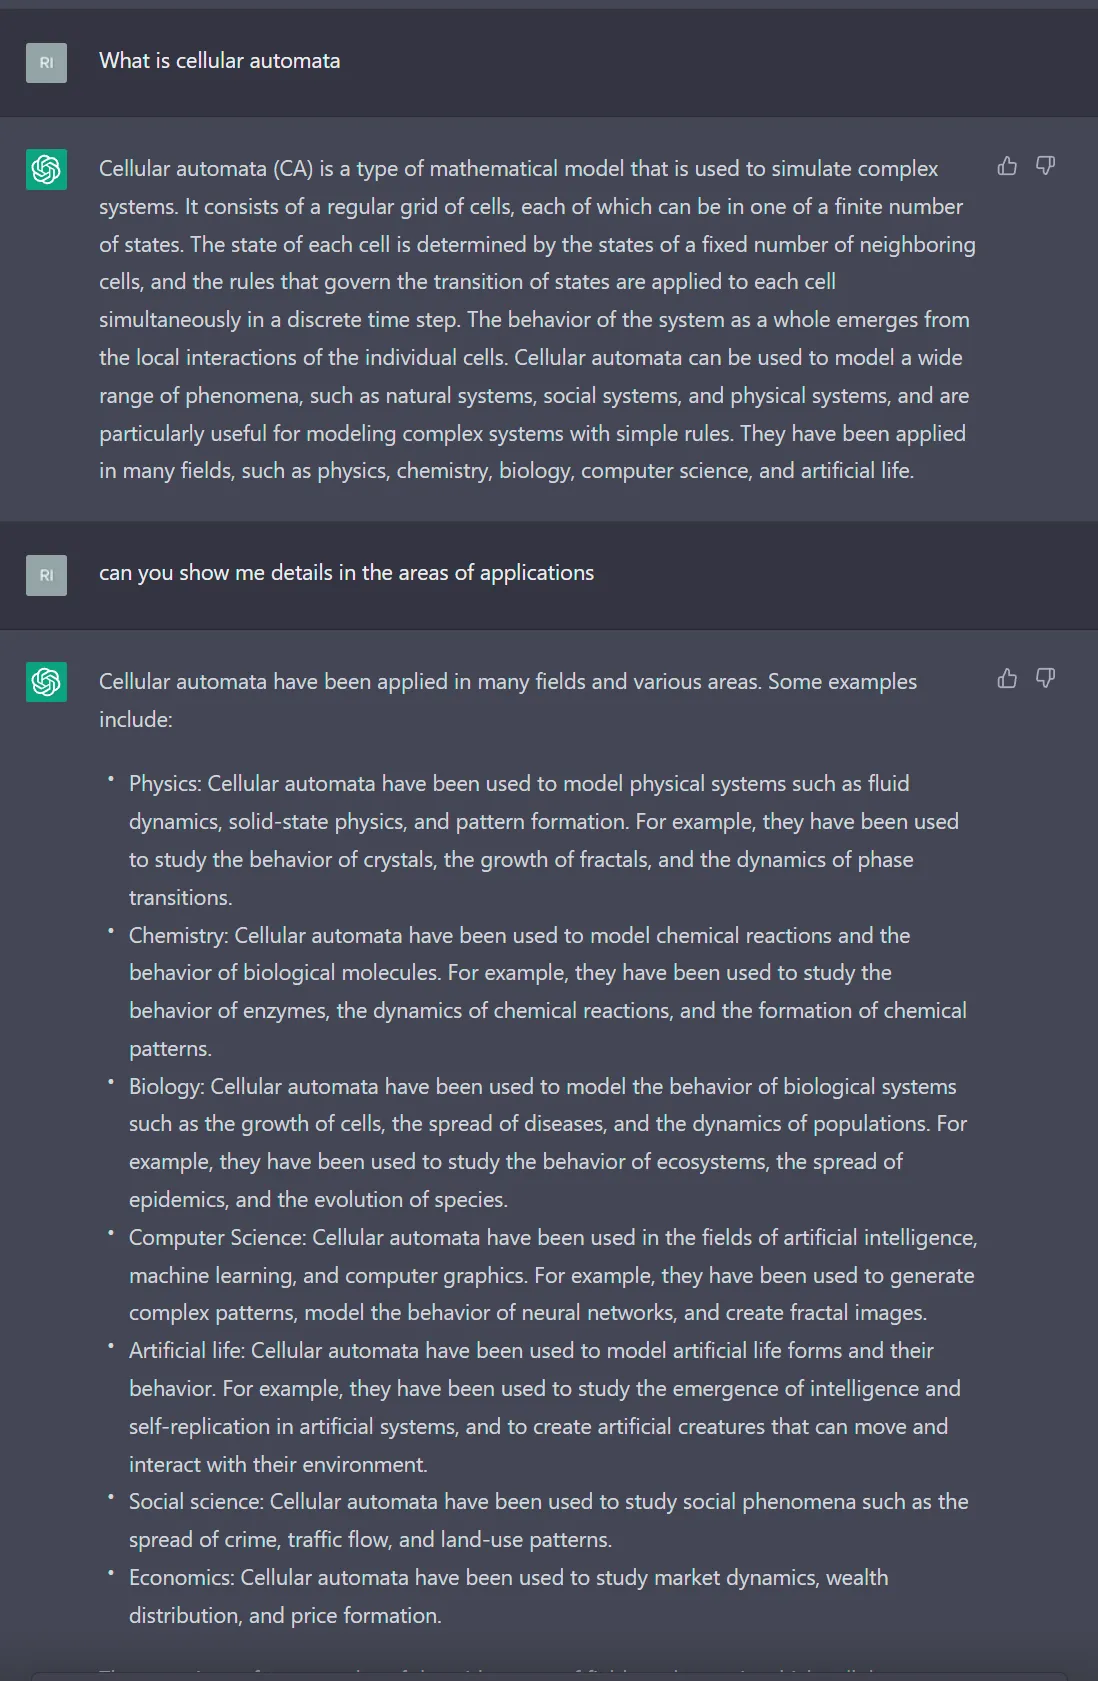 RI
What is cellular automata
Cellular automata (CA) is a type of mathematical model that is used to simulate complex
systems. It consists of a regular grid of cells, each of which can be in one of a finite number
of states. The state of each cell is determined by the states of a fixed number of neighboring
cells, and the rules that govern the transition of states are applied to each cell
simultaneously in a discrete time step. The behavior of the system as a whole emerges from
the local interactions of the individual cells. Cellular automata can be used to model a wide
range of phenomena, such as natural systems, social systems, and physical systems, and are
particularly useful for modeling complex systems with simple rules. They have been applied
in many fields, such as physics, chemistry, biology, computer science, and artificial life.
RI
can you show me details in the areas of applications
Cellular automata have been applied in many fields and various areas. Some examples
include:
• Physics: Cellular automata have been used to model physical systems such as fluid
dynamics, solid-state physics, and pattern formation. For example, they have been used
to study the behavior of crystals, the growth of fractals, and the dynamics of phase
transitions.
• Chemistry: Cellular automata have been used to model chemical reactions and the
behavior of biological molecules. For example, they have been used to study the
behavior of enzymes, the dynamics of chemical reactions, and the formation of chemical
patterns.
• Biology: Cellular automata have been used to model the behavior of biological systems
such as the growth of cells, the spread of diseases, and the dynamics of populations. For
example, they have been used to study the behavior of ecosystems, the spread of
epidemics, and the evolution of species.
• Computer Science: Cellular automata have been used in the fields of artificial intelligence,
machine learning, and computer graphics. For example, they have been used to generate
complex patterns, model the behavior of neural networks, and create fractal images.
• Artificial life: Cellular automata have been used to model artificial life forms and their
behavior. For example, they have been used to study the emergence of intelligence and
self-replication in artificial systems, and to create artificial creatures that can move and
interact with their environment.
• Social science: Cellular automata have been used to study social phenomena such as the
spread of crime, traffic flow, and land-use patterns.
• Economics: Cellular automata have been used to study market dynamics, wealth
distribution, and price formation.